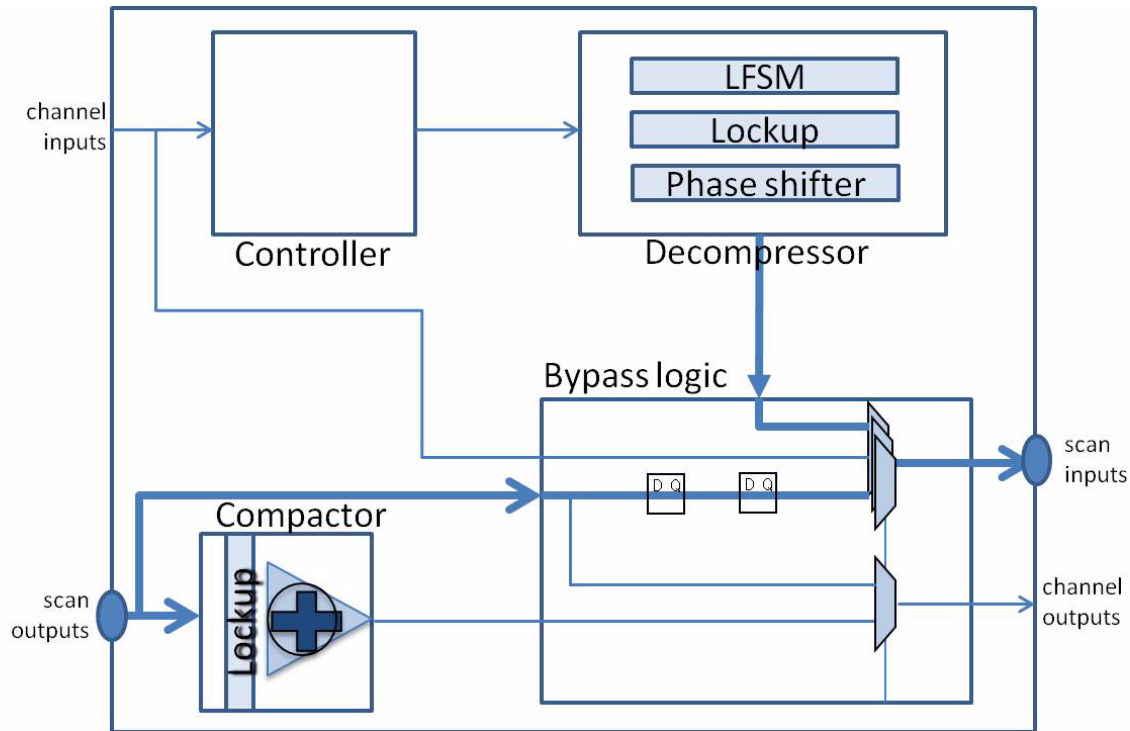 LFSM
channel
inputs
Lockup
Phase shifter
Controller
Decompressor
Bypass logic
scan
inputs
D Q
D Q
Compactor
Lockup
scan
outputs
channel
outputs